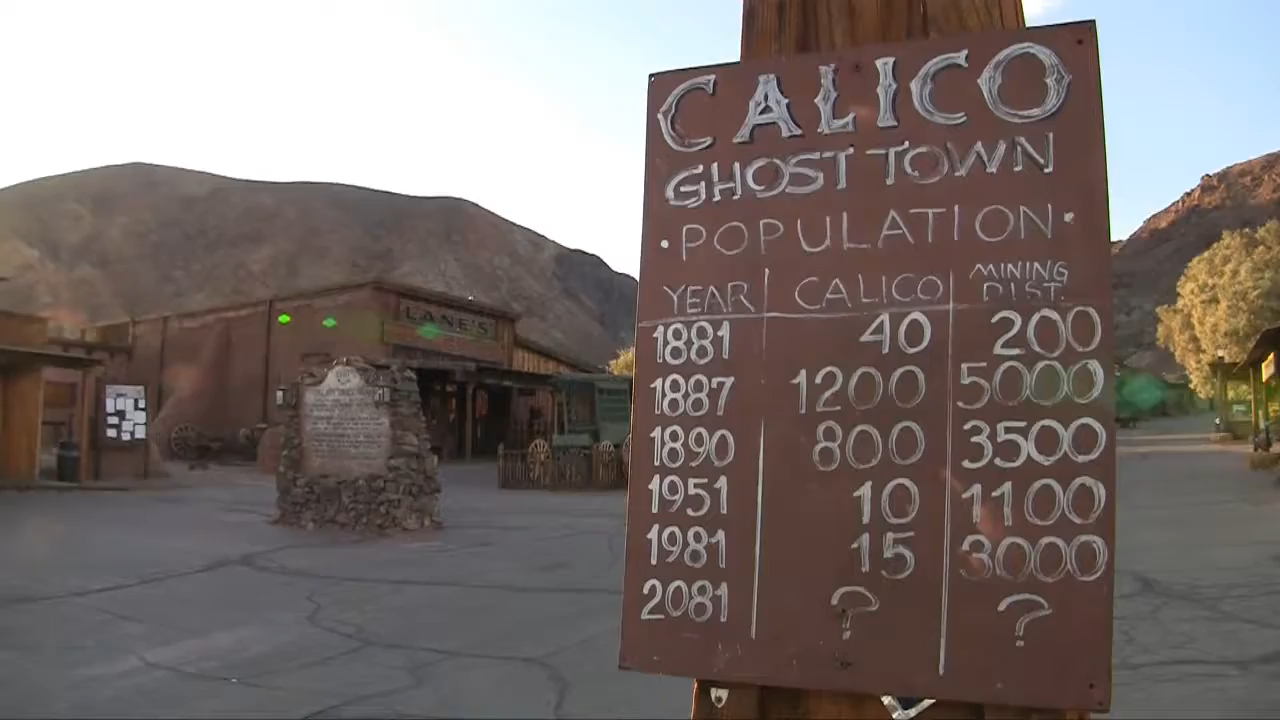 CALICO
GHOST TOWN
· POPULATION ·
YEAR CALICO MINING DIST.
1881 40 200
1887 1200 5000
1890 800 3500
1951 10 1100
1981 15 3000
2081 ? ?
LANE'S